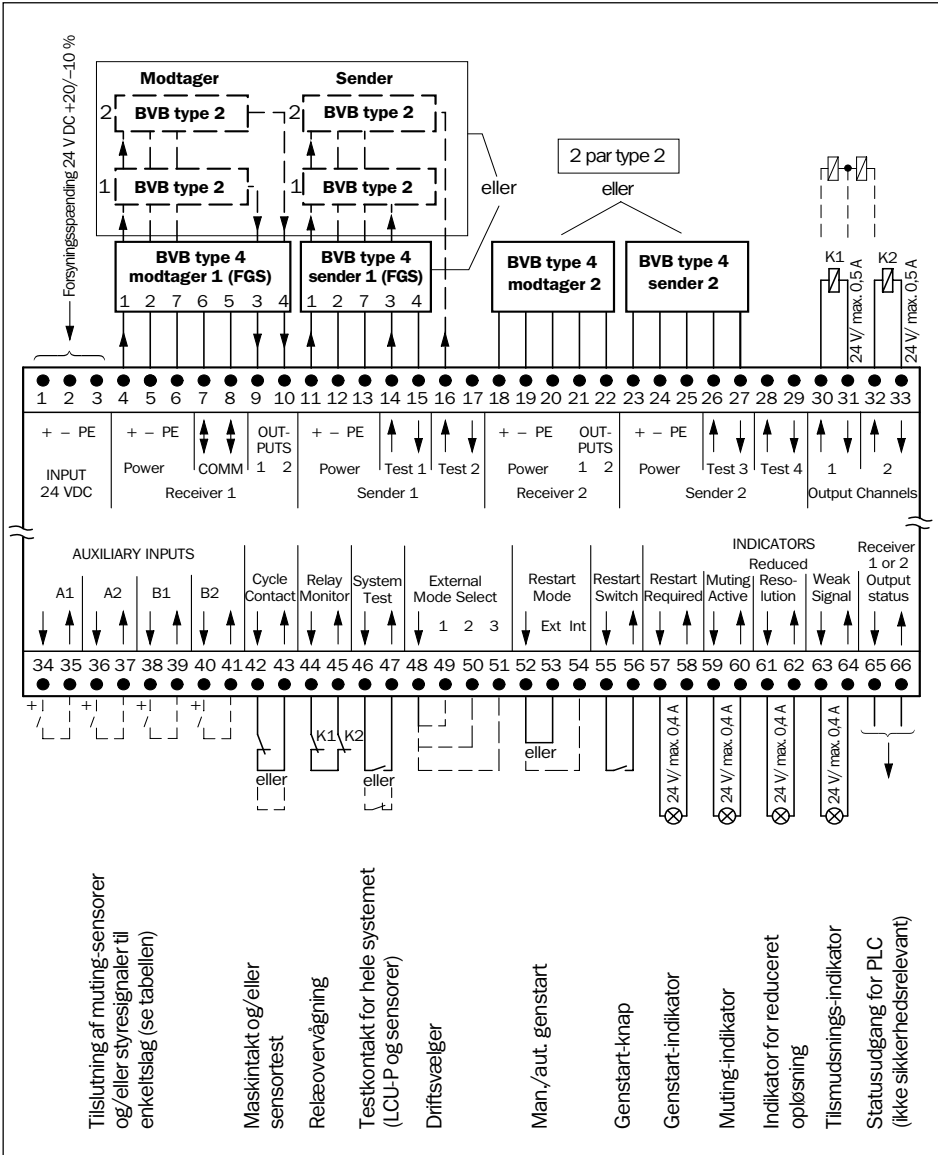 Forsyningsspænding 24 V DC +20/–10 %
Modtager
Sender
2
BVB type 2
2
BVB type 2
1
BVB type 2
1
BVB type 2
eller
2 par type 2
eller
BVB type 4
modtager 1 (FGS)
1 2 7 6 5 3 4
BVB type 4
sender 1 (FGS)
1 2 7 3 4
BVB type 4
modtager 2
BVB type 4
sender 2
K1
24 V/ max. 0,5 A
K2
24 V/ max. 0,5 A
1 2 3 4 5 6 7 8 9 10 11 12 13 14 15 16 17 18 19 20 21 22 23 24 25 26 27 28 29 30 31 32 33
+ – PE
INPUT
24 VDC
+ – PE
Power
COMM
OUT-
PUTS
1 2
Receiver 1
+ – PE
Power
Test 1
Test 2
Sender 1
+ – PE
Power
OUT-
PUTS
1 2
Receiver 2
+ – PE
Power
Test 3
Test 4
Sender 2
1 2
Output Channels
AUXILIARY INPUTS
A1
A2
B1
B2
Cycle
Contact
Relay
Monitor
System
Test
External
Mode Select
1 2 3
Restart
Mode
Ext Int
Restart
Switch
INDICATORS
Restart
Required
Muting
Active
Reduced
Reso-
lution
Weak
Signal
Receiver
1 or 2
Output
status
34 35 36 37 38 39 40 41 42 43 44 45 46 47 48 49 50 51 52 53 54 55 56 57 58 59 60 61 62 63 64 65 66
+
+
+
+
eller
K1
K2
eller
eller
24 V/ max. 0,4 A
24 V/ max. 0,4 A
24 V/ max. 0,4 A
24 V/ max. 0,4 A
Tilslutning af muting-sensorer
og/eller styresignaler til
enkeltslag (se tabellen)
Maskintakt og/eller
sensortest
Relaeovervågning
Testkontakt for hele systemet
(LCU-P og sensorer)
Driftsvælger
Man./aut. genstart
Genstart-knap
Genstart-indikator
Muting-indikator
Indikator for reduceret
opløsning
Tilsmudsnings-indikator
Statusudgang for PLC
(ikke sikkerhedsrelevant)